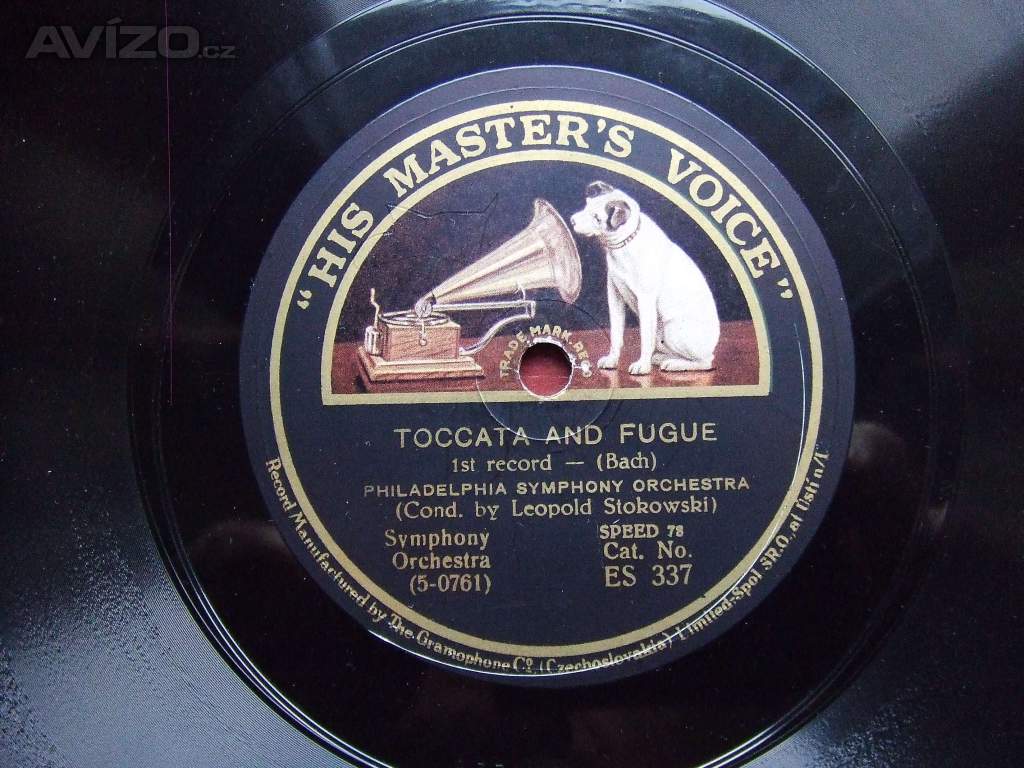 AVÍZO.cz
"HIS MASTER'S VOICE"
TRADE MARK.REGD
TOCCATA AND FUGUE
1st record — (Bach)
PHILADELPHIA SYMPHONY ORCHESTRA
(Cond. by Leopold Stokowski)
Symphony
Orchestra
(5-0761)
SPEED 78
Cat. No.
ES 337
Record Manufactured by The Gramophone Co., (Czechoslovakia) Limited-Spol SR.O., at Ústí n/L